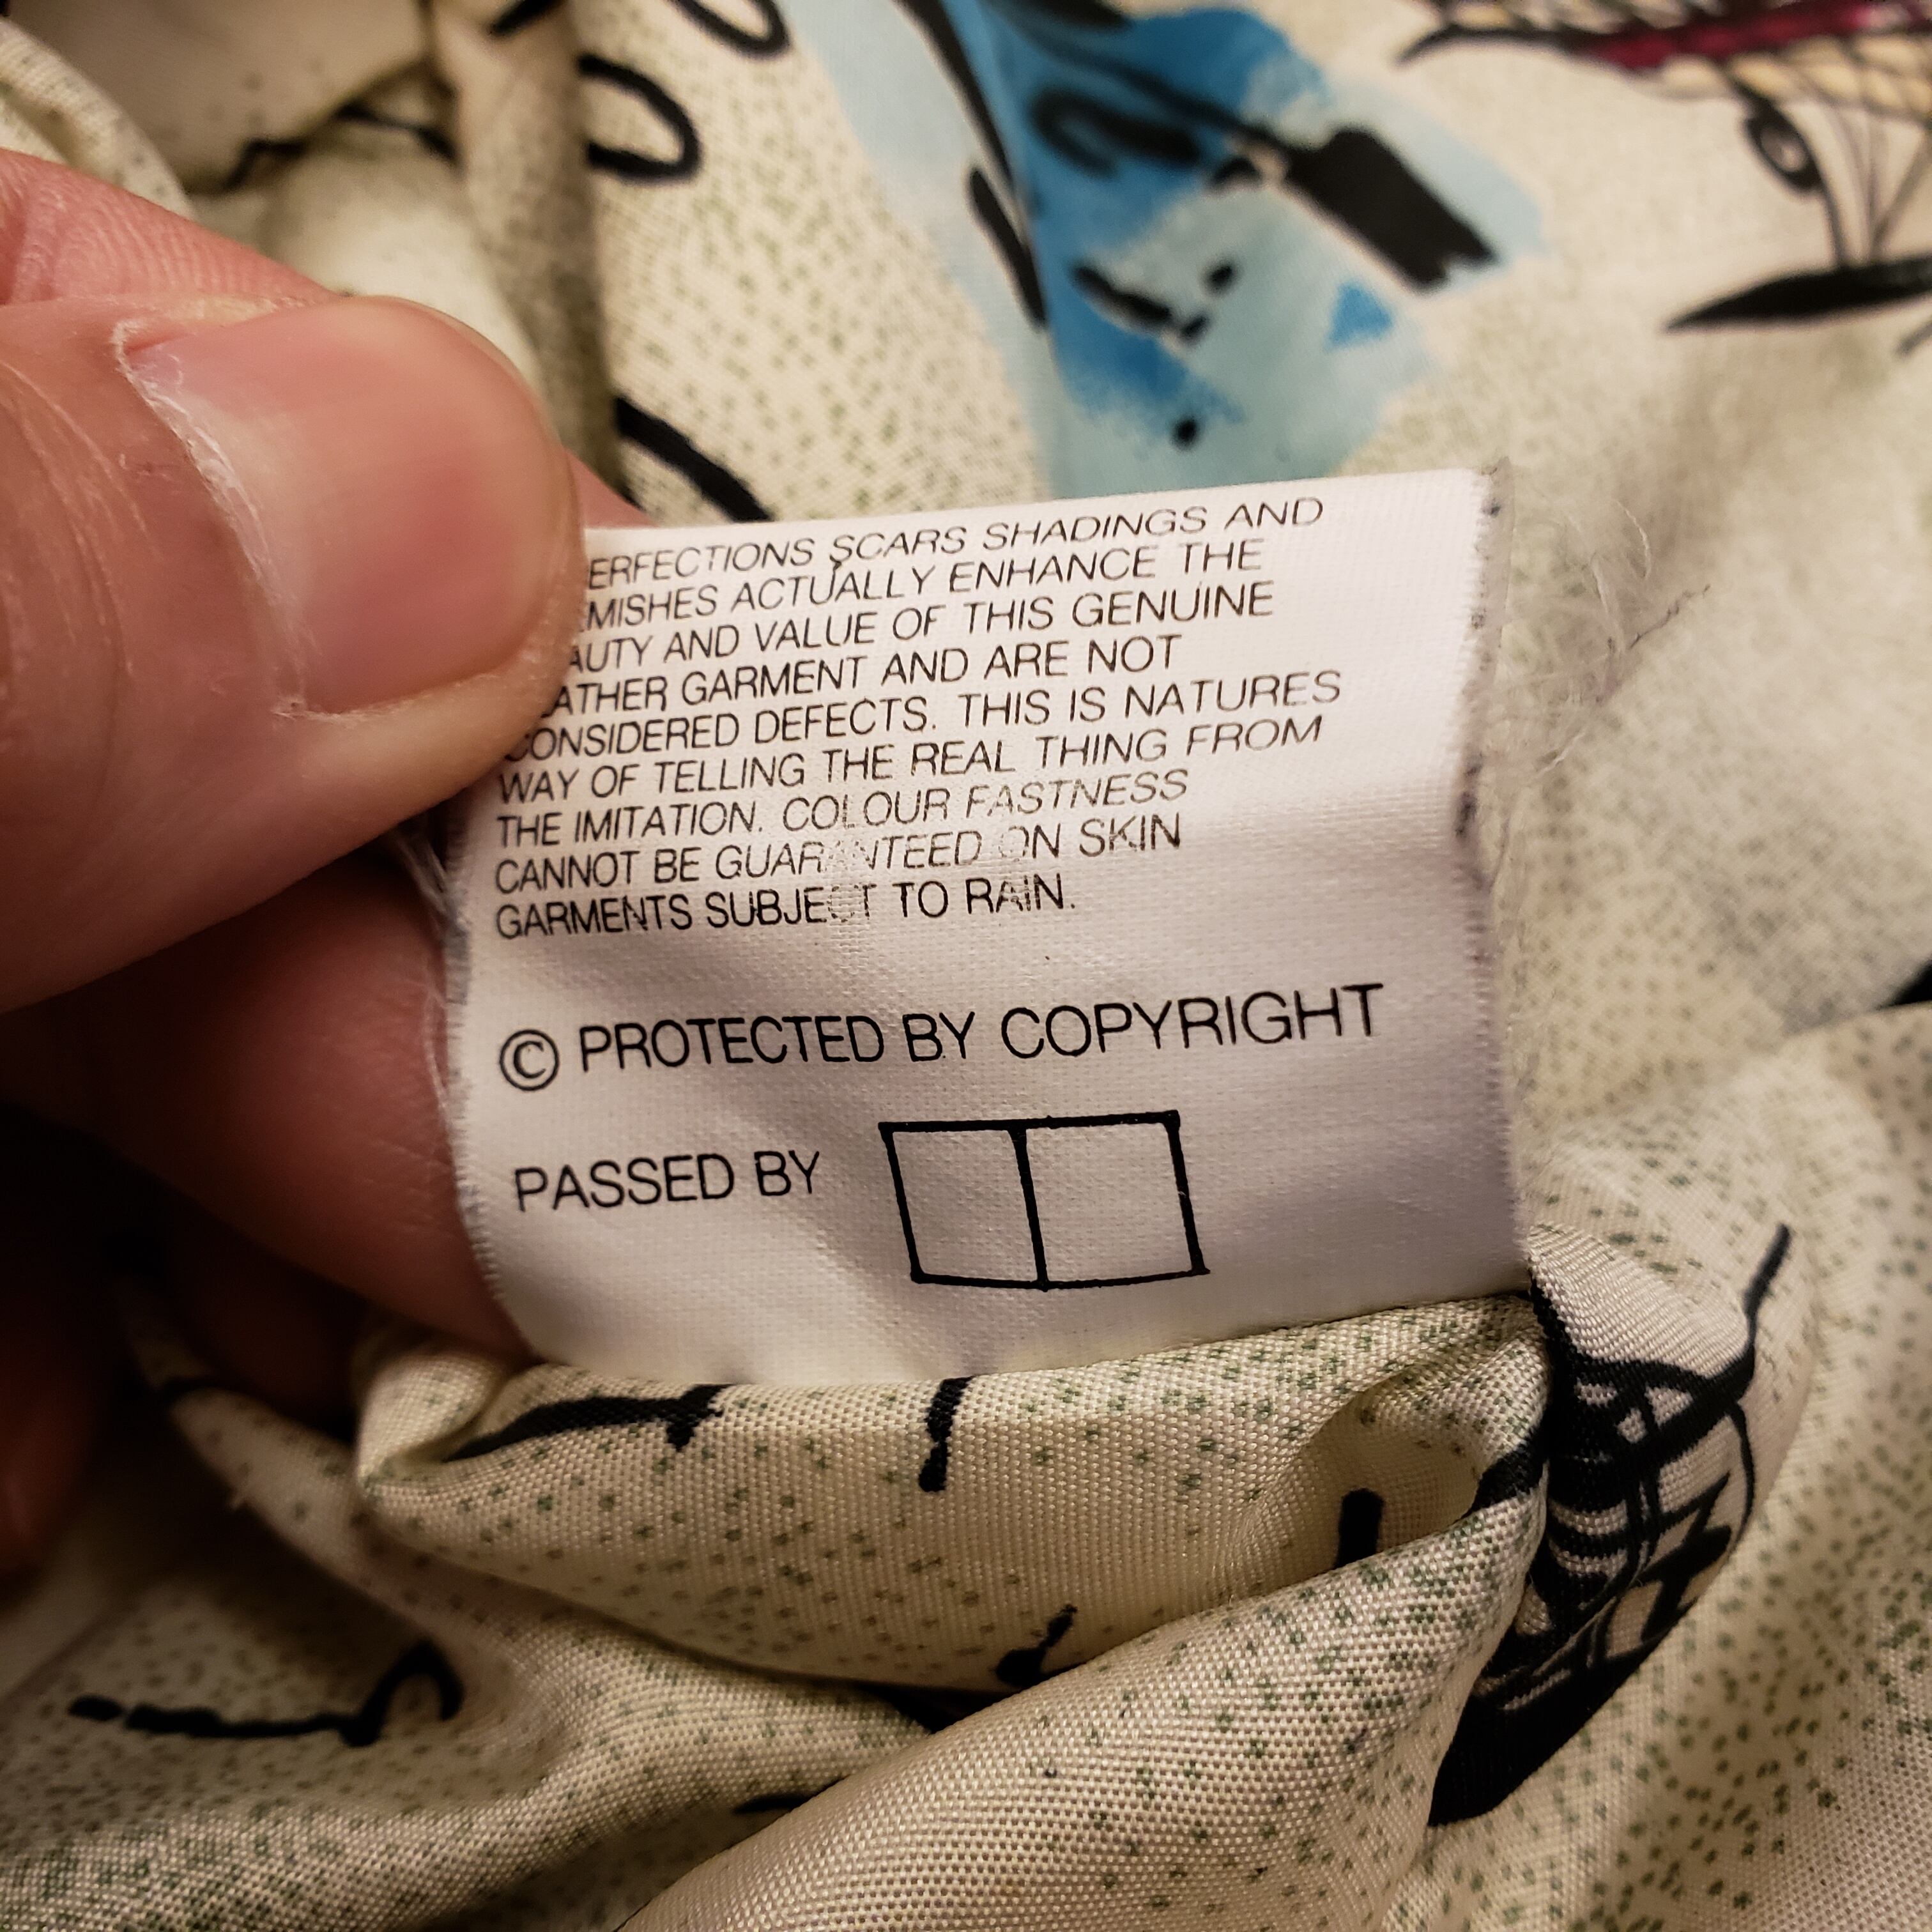 ERFECTIONS SCARS SHADINGS AND
MISHES ACTUALLY ENHANCE THE
AUTY AND VALUE OF THIS GENUINE
ATHER GARMENT AND ARE NOT
CONSIDERED DEFECTS. THIS IS NATURES
WAY OF TELLING THE REAL THING FROM
THE IMITATION. COLOUR FASTNESS
CANNOT BE GUARANTEED ON SKIN
GARMENTS SUBJECT TO RAIN.
© PROTECTED BY COPYRIGHT
PASSED BY